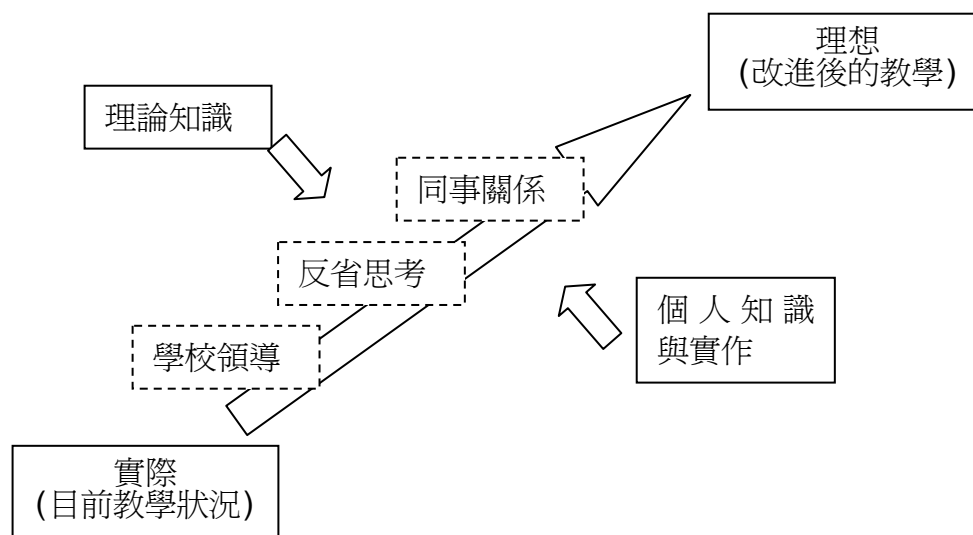 理想
(改進後的教學)
理論知識
同事關係
反省思考
個人知識
與實作
學校領導
實際
(目前教學狀況)